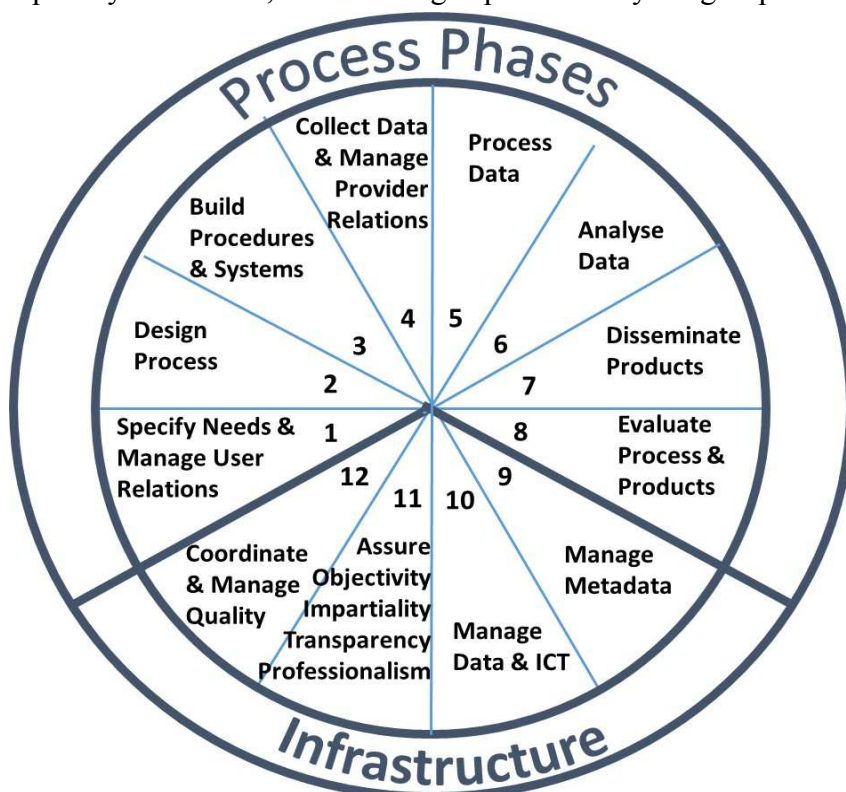 Process Phases
Specify Needs &
Manage User
Relations
1
Design
Process
2
Build
Procedures
& Systems
3
Collect Data
& Manage
Provider
Relations
4
Process
Data
5
Analyse
Data
6
Disseminate
Products
7
Evaluate
Process &
Products
8
Manage
Metadata
9
Manage
Data & ICT
10
Assure
Objectivity
Impartiality
Transparency
Professionalism
11
Coordinate
& Manage
Quality
12
Infrastructure